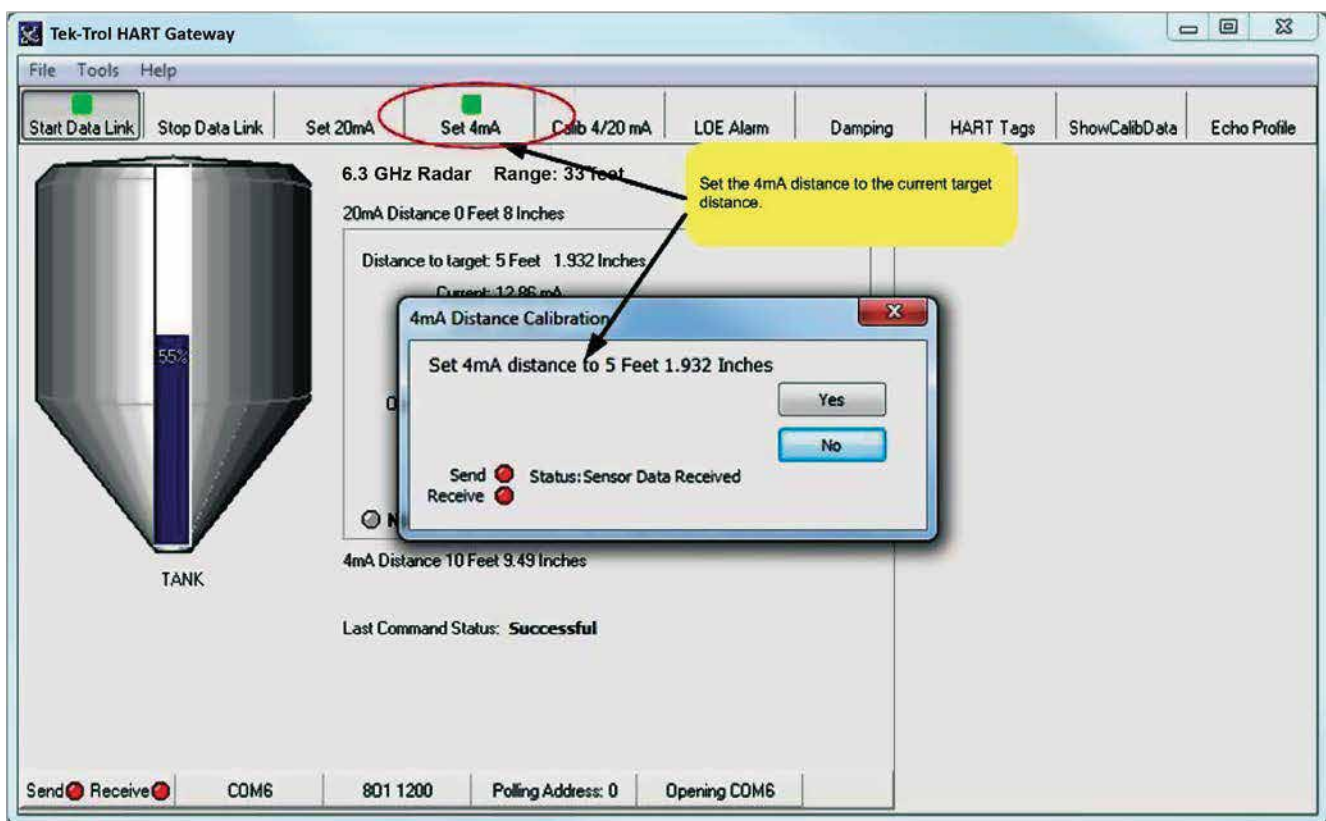 Tek-Trol HART Gateway
File Tools Help
Start Data Link Stop Data Link Set 20mA Set 4mA Calib 4/20 mA LOE Alarm Damping HART Tags ShowCalibData Echo Profile
6.3 GHz Radar Range: 33 feet
Set the 4mA distance to the current target
distance.
20mA Distance 0 Feet 8 Inches
Distance to target: 5 Feet 1.932 Inches
Current: 12.86 mA
4mA Distance Calibration
Set 4mA distance to 5 Feet 1.932 Inches
55%
Yes
No
Send Status: Sensor Data Received
Receive
4mA Distance 10 Feet 9.49 Inches
TANK
Last Command Status: Successful
Send Receive COM6 801 1200 Polling Address: 0 Opening COM6